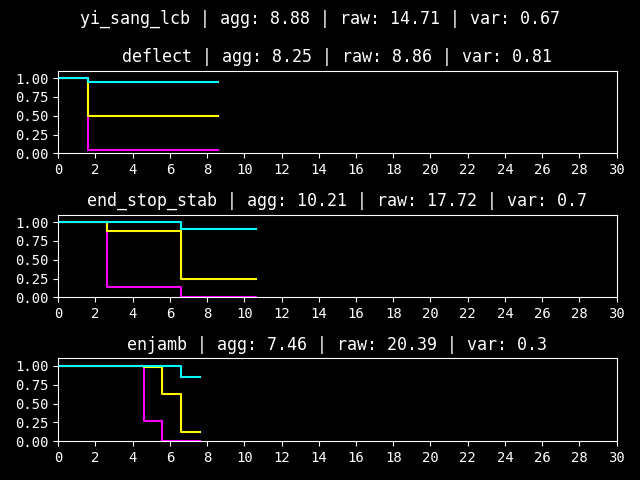 yi_sang_lcb | agg: 8.88 | raw: 14.71 | var: 0.67
deflect | agg: 8.25 | raw: 8.86 | var: 0.81
1.00
0.75
0.50
0.25
0.00
0 2 4 6 8 10 12 14 16 18 20 22 24 26 28 30
end_stop_stab | agg: 10.21 | raw: 17.72 | var: 0.7
1.00
0.75
0.50
0.25
0.00
0 2 4 6 8 10 12 14 16 18 20 22 24 26 28 30
enjamb | agg: 7.46 | raw: 20.39 | var: 0.3
1.00
0.75
0.50
0.25
0.00
0 2 4 6 8 10 12 14 16 18 20 22 24 26 28 30